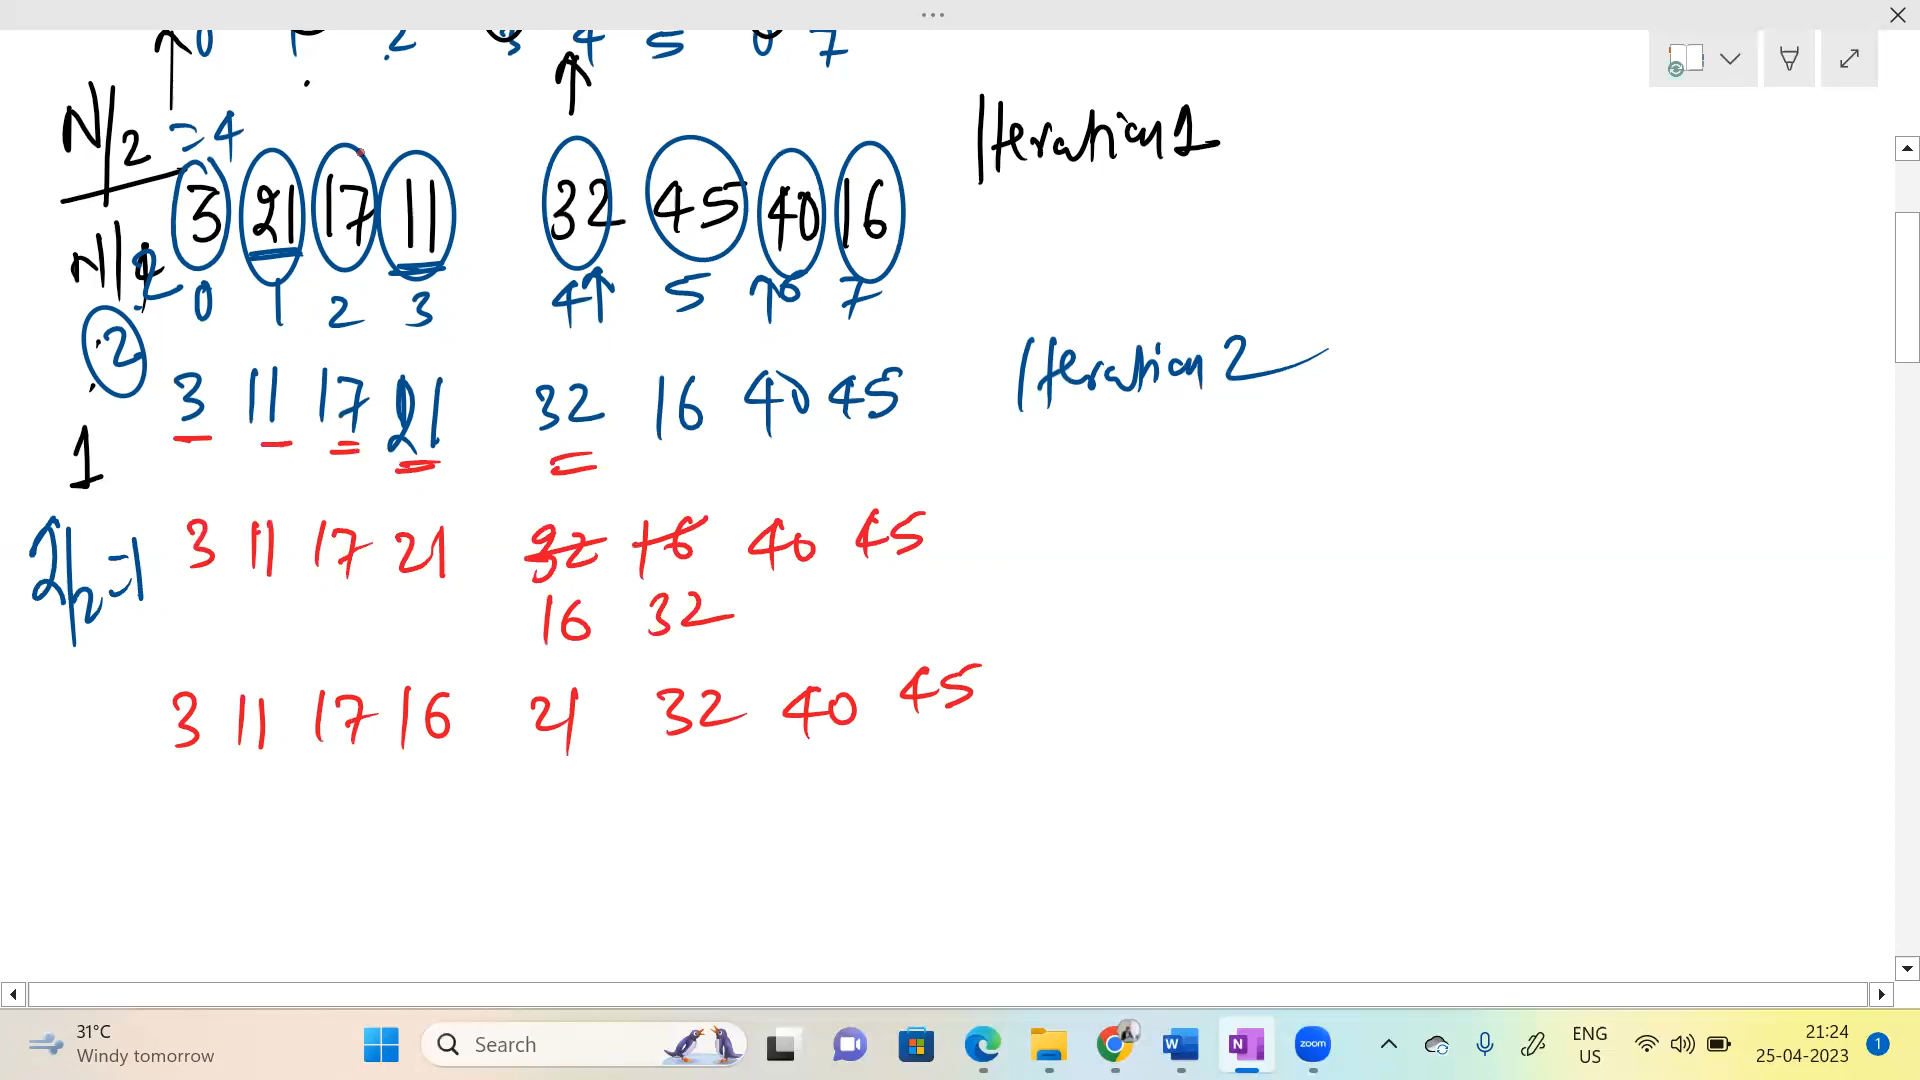 0 1 2 3 4 5 6 7
N/2 = 4
Iteration 1
3 21 17 11 32 45 40 16
N/2
0 1 2 3 4 5 6 7
2
Iteration 2
3 11 17 21 32 16 40 45
1
2/2=1
3 11 17 21 32 16 40 45
16 32
3 11 17 16 21 32 40 45
31°C
Windy tomorrow
Search
zoom
ENG
US
21:24
25-04-2023
1